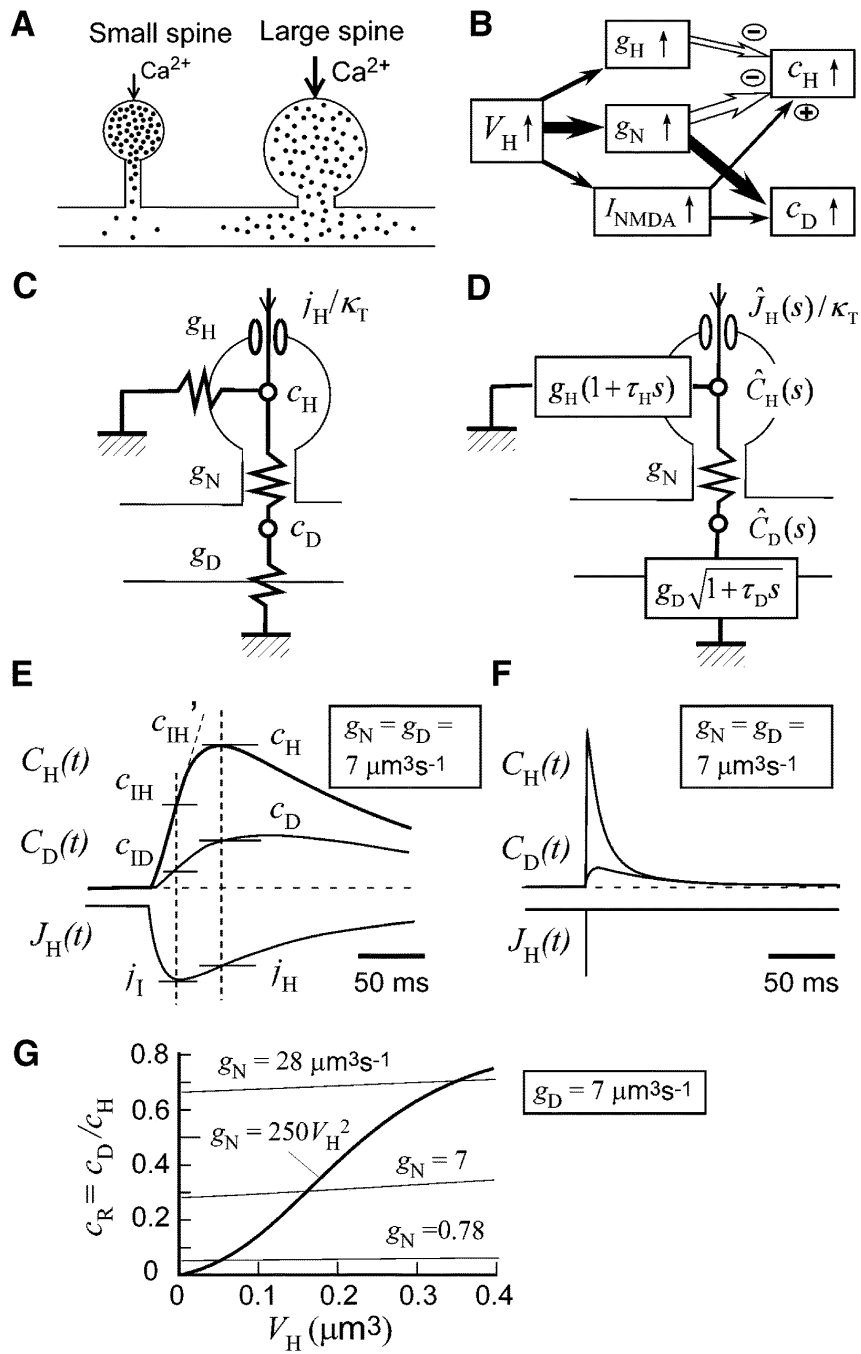 A
Small spine
Large spine
Ca2+
Ca2+
B
gH ↑
cH ↑
VH ↑
gN ↑
INMDA ↑
cD ↑
⊖
⊖
⊕
C
jH/κT
gH
cH
gN
cD
gD
D
ĴH(s)/κT
gH(1+τHs)
ĈH(s)
gN
ĈD(s)
gD√1+τDs
E
cIH’
cH
gN = gD =
7 μm3s-1
CH(t)
cIH
cD
CD(t)
cID
JH(t)
jI
jH
50 ms
F
gN = gD =
7 μm3s-1
CH(t)
CD(t)
JH(t)
50 ms
G
cR = cD/cH
0.8
0.6
0.4
0.2
0
gN = 28 μm3s-1
gN = 250VH2
gN = 7
gN =0.78
gD = 7 μm3s-1
0 0.1 0.2 0.3 0.4
VH (μm3)